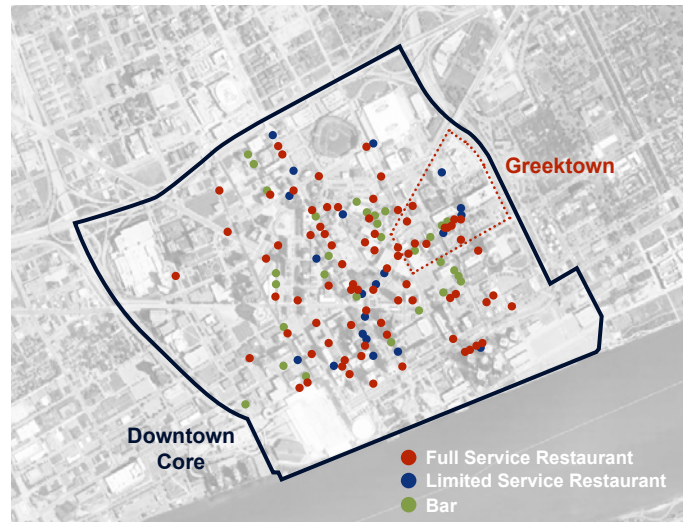 Greektown
Downtown
Core
Full Service Restaurant
Limited Service Restaurant
Bar